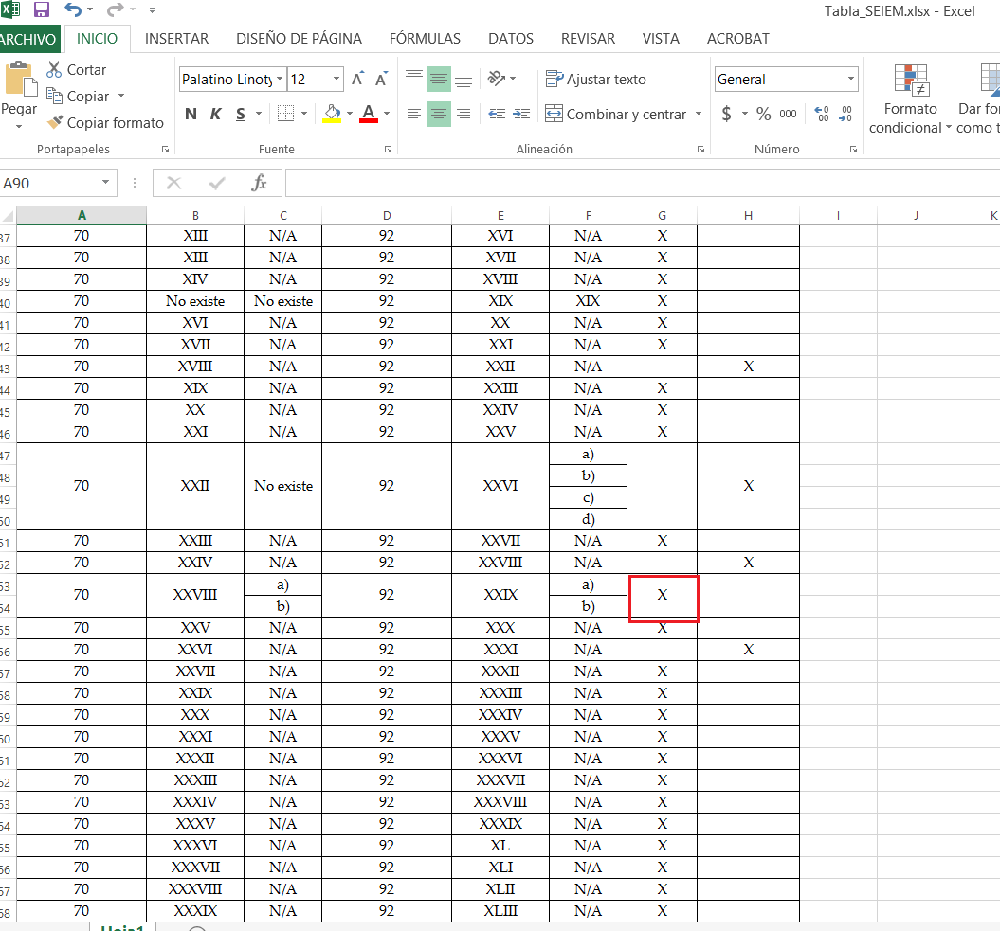 Tabla_SEIEM.xlsx - Excel
ARCHIVO INICIO INSERTAR DISEÑO DE PÁGINA FÓRMULAS DATOS REVISAR VISTA ACROBAT
Pegar
Cortar
Copiar
Copiar formato
Portapapeles
Palatino Linoty 12 A A
N K S A
Fuente
Ajustar texto
Combinar y centrar
Alineación
General
$ % 000
Número
Formato
condicional
Dar for
como t
A90 fx
A B C D E F G H I J K
37 70 XIII N/A 92 XVI N/A X
38 70 XIII N/A 92 XVII N/A X
39 70 XIV N/A 92 XVIII N/A X
40 70 No existe No existe 92 XIX XIX X
41 70 XVI N/A 92 XX N/A X
42 70 XVII N/A 92 XXI N/A X
43 70 XVIII N/A 92 XXII N/A X
44 70 XIX N/A 92 XXIII N/A X
45 70 XX N/A 92 XXIV N/A X
46 70 XXI N/A 92 XXV N/A X
47 a)
48 b)
70 XXII No existe 92 XXVI X
49 c)
50 d)
51 70 XXIII N/A 92 XXVII N/A X
52 70 XXIV N/A 92 XXVIII N/A X
53 a) a)
70 XXVIII 92 XXIX X
54 b) b)
55 70 XXV N/A 92 XXX N/A X
56 70 XXVI N/A 92 XXXI N/A X
57 70 XXVII N/A 92 XXXII N/A X
58 70 XXIX N/A 92 XXXIII N/A X
59 70 XXX N/A 92 XXXIV N/A X
60 70 XXXI N/A 92 XXXV N/A X
61 70 XXXII N/A 92 XXXVI N/A X
62 70 XXXIII N/A 92 XXXVII N/A X
63 70 XXXIV N/A 92 XXXVIII N/A X
64 70 XXXV N/A 92 XXXIX N/A X
65 70 XXXVI N/A 92 XL N/A X
66 70 XXXVII N/A 92 XLI N/A X
67 70 XXXVIII N/A 92 XLII N/A X
68 70 XXXIX N/A 92 XLIII N/A X
Hoja1